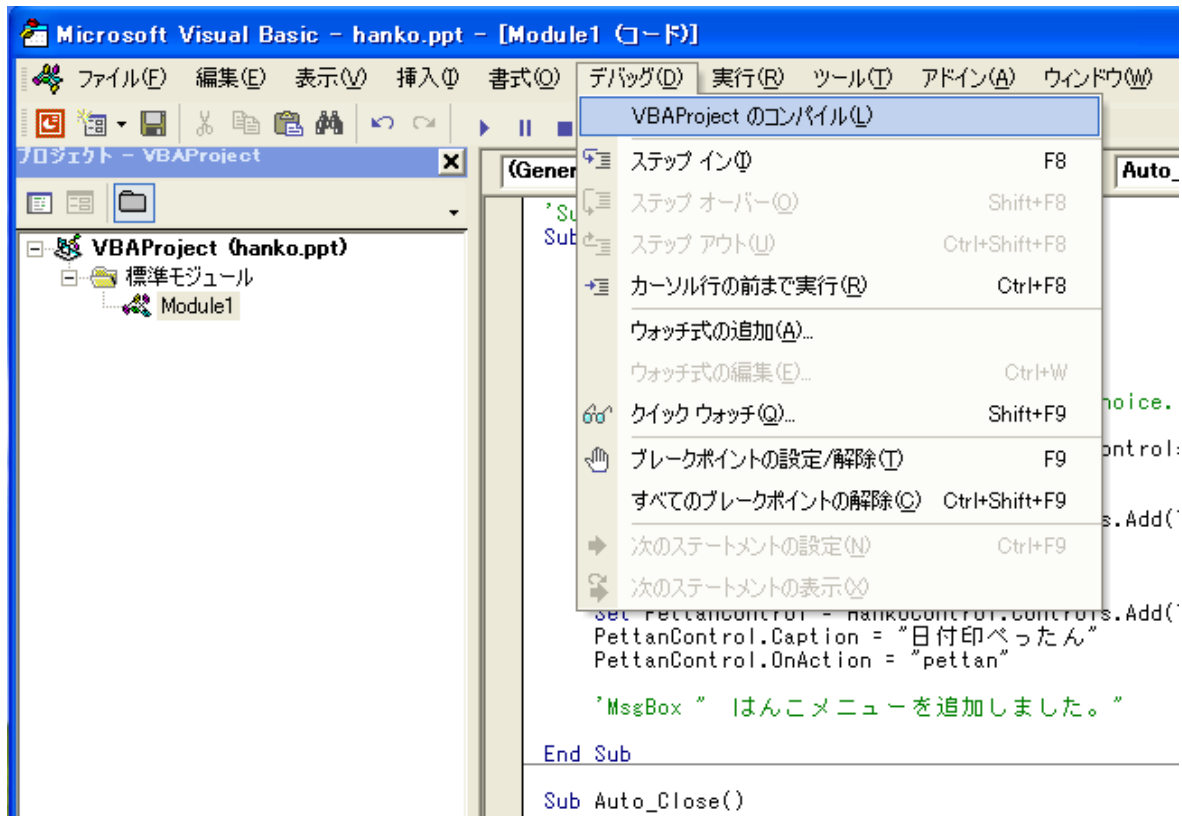 Microsoft Visual Basic - hanko.ppt - [Module1 (コード)]
ファイル(F) 編集(E) 表示(V) 挿入(I) 書式(O) デバッグ(D) 実行(R) ツール(T) アドイン(A) ウィンドウ(W)
プロジェクト - VBAProject
VBAProject (hanko.ppt)
標準モジュール
Module1
VBAProject のコンパイル(L)
ステップ イン(I) F8
ステップ オーバー(O) Shift+F8
ステップ アウト(U) Ctrl+Shift+F8
カーソル行の前まで実行(R) Ctrl+F8
ウォッチ式の追加(A)...
ウォッチ式の編集(E)... Ctrl+W
クイック ウォッチ(Q)... Shift+F9
ブレークポイントの設定/解除(T) F9
すべてのブレークポイントの解除(C) Ctrl+Shift+F9
次のステートメントの設定(N) Ctrl+F9
次のステートメントの表示(X)
(Gener
Auto_
'Su
Sub
hoice.
ontrol
s.Add(
Set PettanControl = HankoControl.Controls.Add(
PettanControl.Caption = "日付印ぺったん"
PettanControl.OnAction = "pettan"
'MsgBox " はんこメニューを追加しました。"
End Sub
Sub Auto_Close()